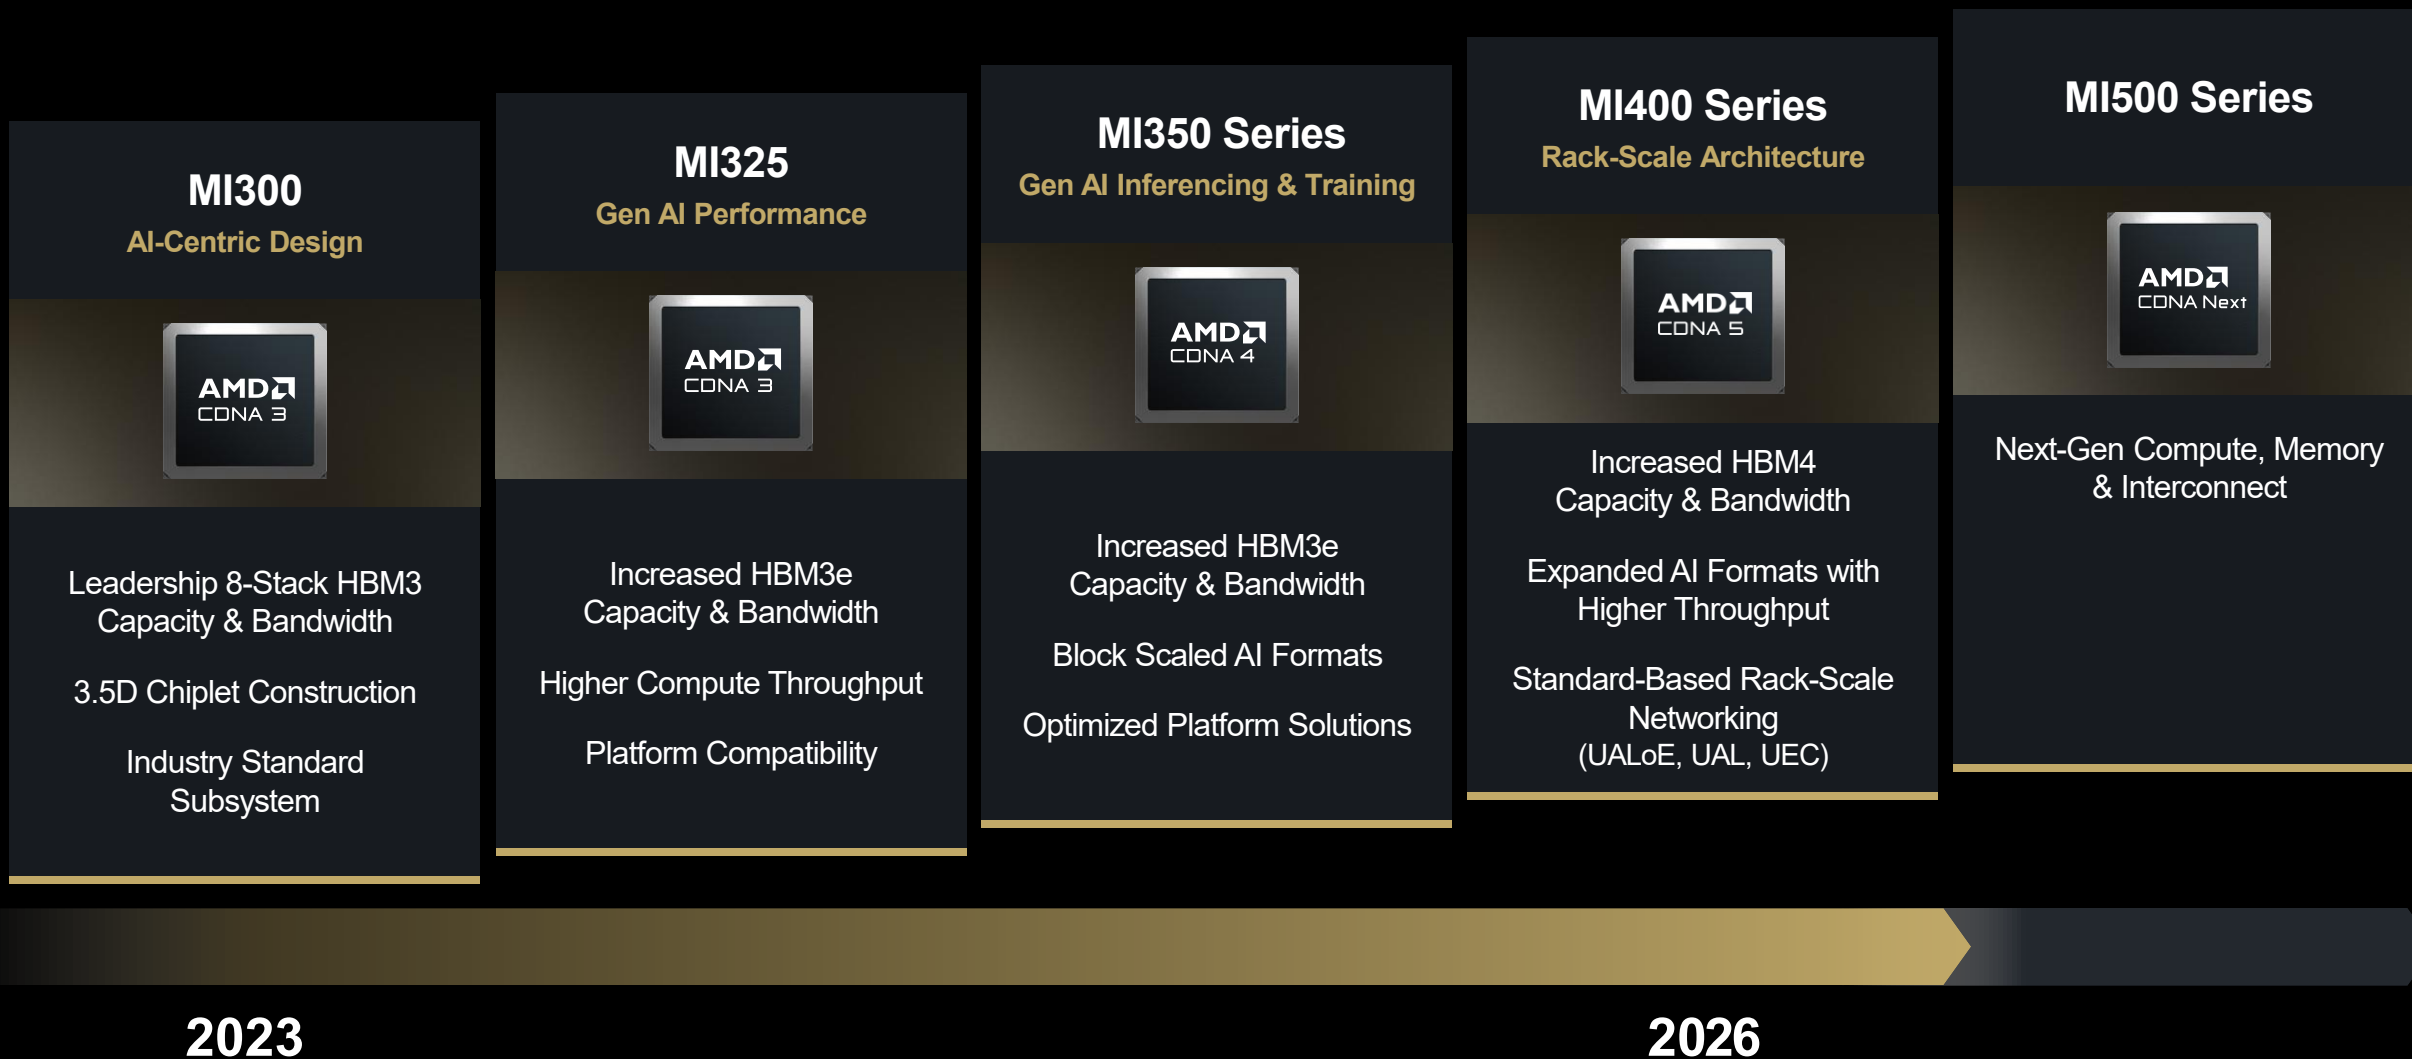 MI300
AI-Centric Design
AMD
CDNA 3
Leadership 8-Stack HBM3
Capacity & Bandwidth
3.5D Chiplet Construction
Industry Standard
Subsystem
MI325
Gen AI Performance
AMD
CDNA 3
Increased HBM3e
Capacity & Bandwidth
Higher Compute Throughput
Platform Compatibility
MI350 Series
Gen AI Inferencing & Training
AMD
CDNA 4
Increased HBM3e
Capacity & Bandwidth
Block Scaled AI Formats
Optimized Platform Solutions
MI400 Series
Rack-Scale Architecture
AMD
CDNA 5
Increased HBM4
Capacity & Bandwidth
Expanded AI Formats with
Higher Throughput
Standard-Based Rack-Scale
Networking
(UALoE, UAL, UEC)
MI500 Series
AMD
CDNA Next
Next-Gen Compute, Memory
& Interconnect
2023
2026